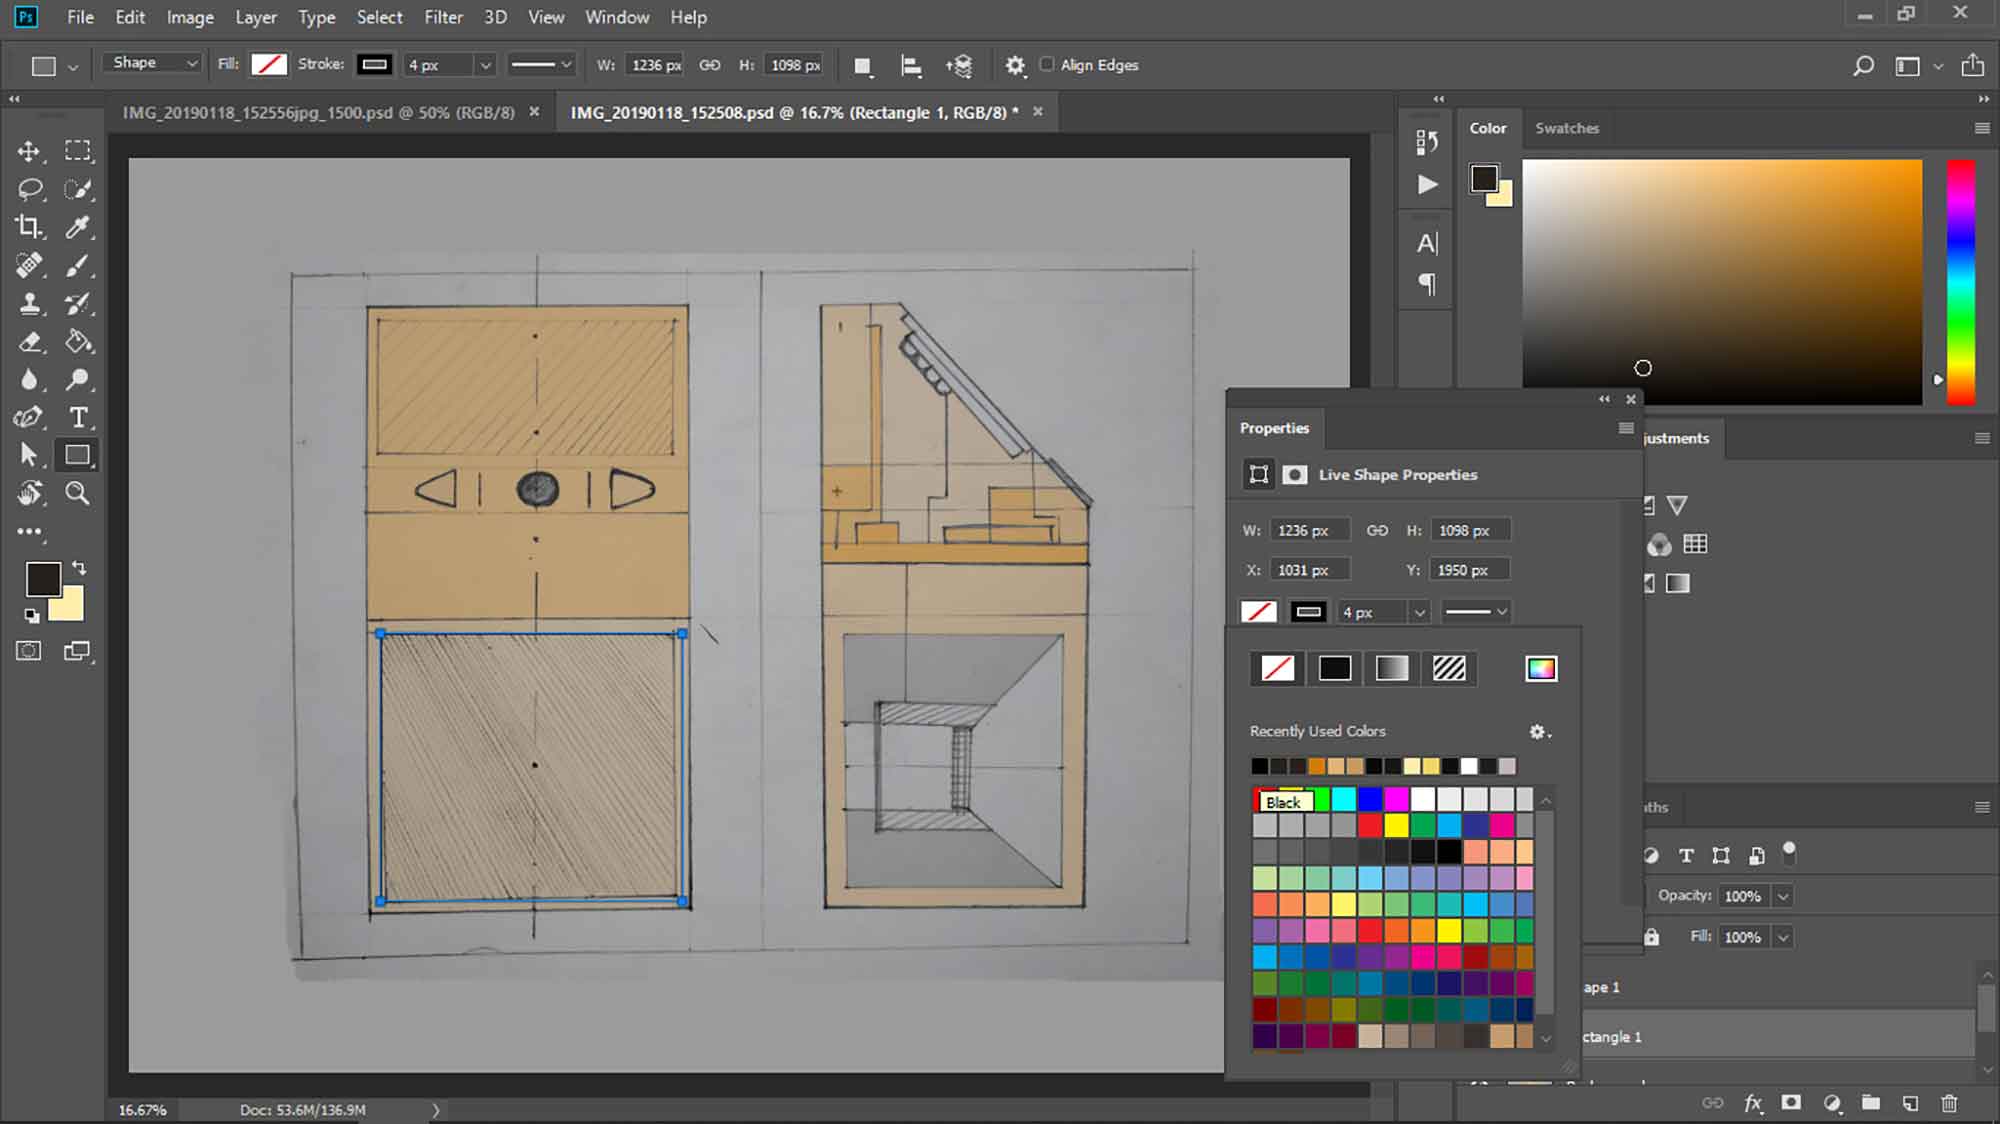 Ps File Edit Image Layer Type Select Filter 3D View Window Help
Shape Fill: Stroke: 4 px W: 1236 px H: 1098 px Align Edges
IMG_20190118_152556jpg_1500.psd @ 50% (RGB/8) IMG_20190118_152508.psd @ 16.7% (Rectangle 1, RGB/8) *
Color Swatches
Properties
justments
Live Shape Properties
W: 1236 px H: 1098 px
X: 1031 px Y: 1950 px
4 px
Recently Used Colors
Black
ths
Opacity: 100%
Fill: 100%
ape 1
ctangle 1
16.67% Doc: 53.6M/136.9M
fx